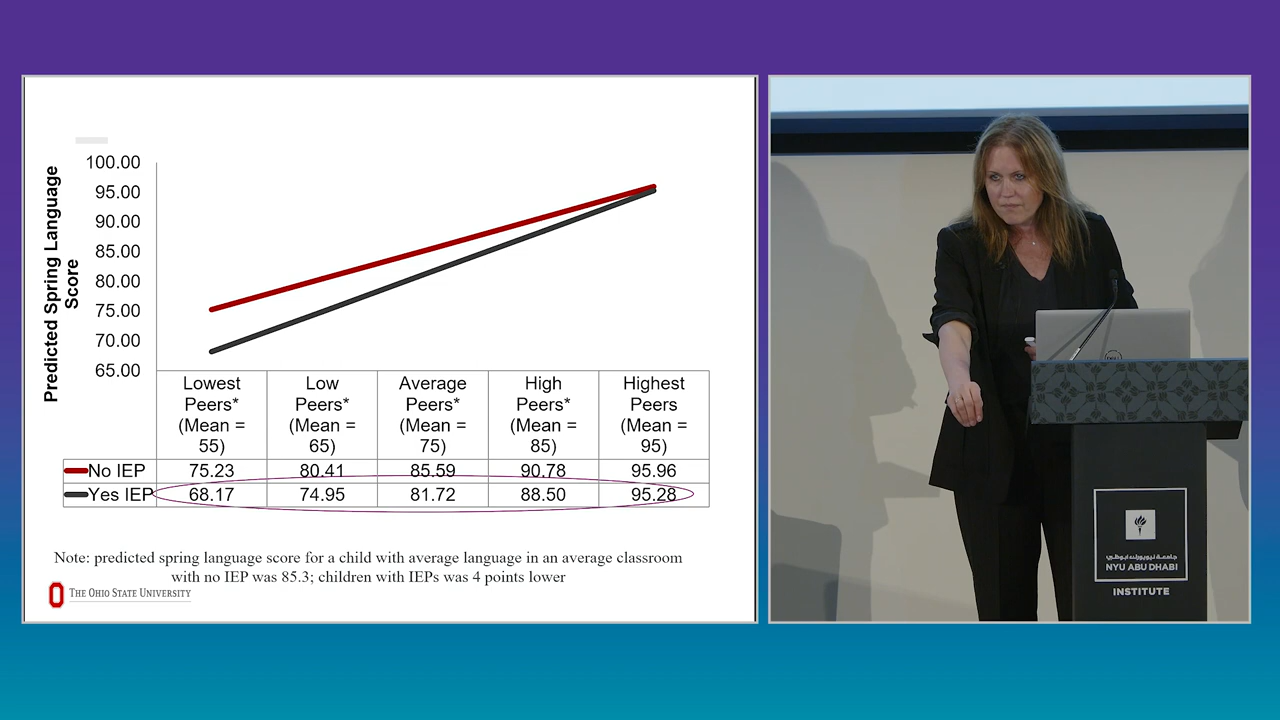 Predicted Spring Language
Score
100.00
95.00
90.00
85.00
80.00
75.00
70.00
65.00
Lowest
Peers*
(Mean =
55)
Low
Peers*
(Mean =
65)
Average
Peers*
(Mean =
75)
High
Peers*
(Mean =
85)
Highest
Peers
(Mean =
95)
No IEP 75.23 80.41 85.59 90.78 95.96
Yes IEP 68.17 74.95 81.72 88.50 95.28
Note: predicted spring language score for a child with average language in an average classroom
with no IEP was 85.3; children with IEPs was 4 points lower
THE OHIO STATE UNIVERSITY
DELL
جامعة نيويورك أبوظبي
NYU ABU DHABI
INSTITUTE